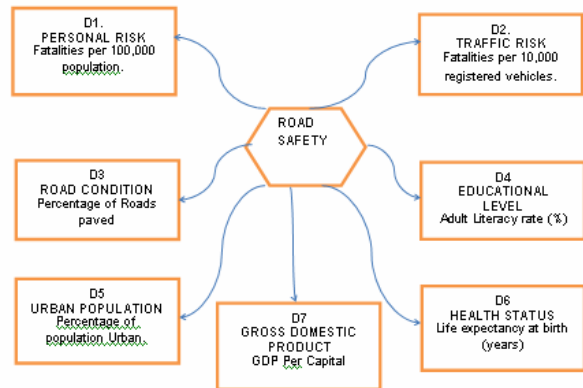 D1.
PERSONAL RISK
Fatalities per 100,000
population.
D2.
TRAFFIC RISK
Fatalities per 10,000
registered vehicles.
ROAD
SAFETY
D3
ROAD CONDITION
Percentage of Roads
paved
D4
EDUCATIONAL
LEVEL
Adult Literacy rate (%)
D5
URBAN POPULATION
Percentage of
population Urban.
D7
GROSS DOMESTIC
PRODUCT
GDP Per Capital
D6
HEALTH STATUS
Life expectancy at birth
(years)